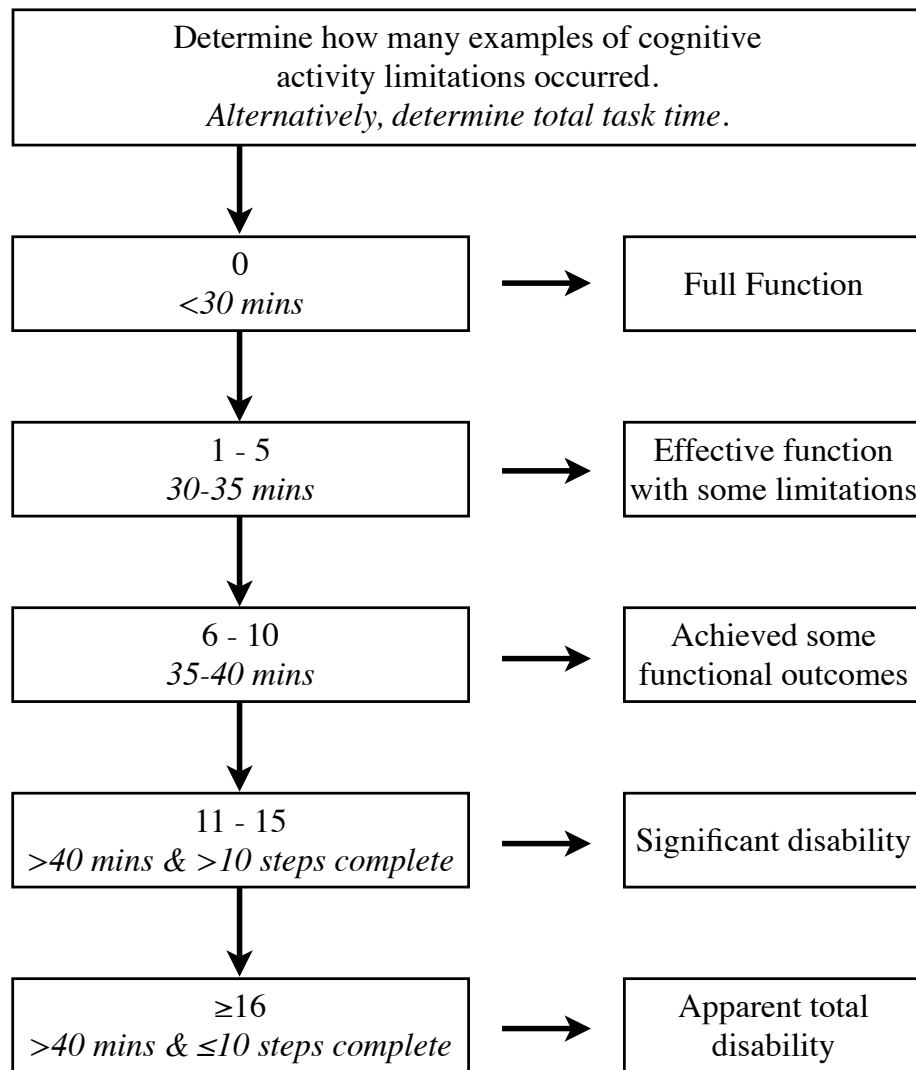 Determine how many examples of cognitive
activity limitations occurred.
Alternatively, determine total task time.
0
<30 mins
Full Function
1 - 5
30-35 mins
Effective function
with some limitations
6 - 10
35-40 mins
Achieved some
functional outcomes
11 - 15
>40 mins & >10 steps complete
Significant disability
≥16
>40 mins & ≤10 steps complete
Apparent total
disability